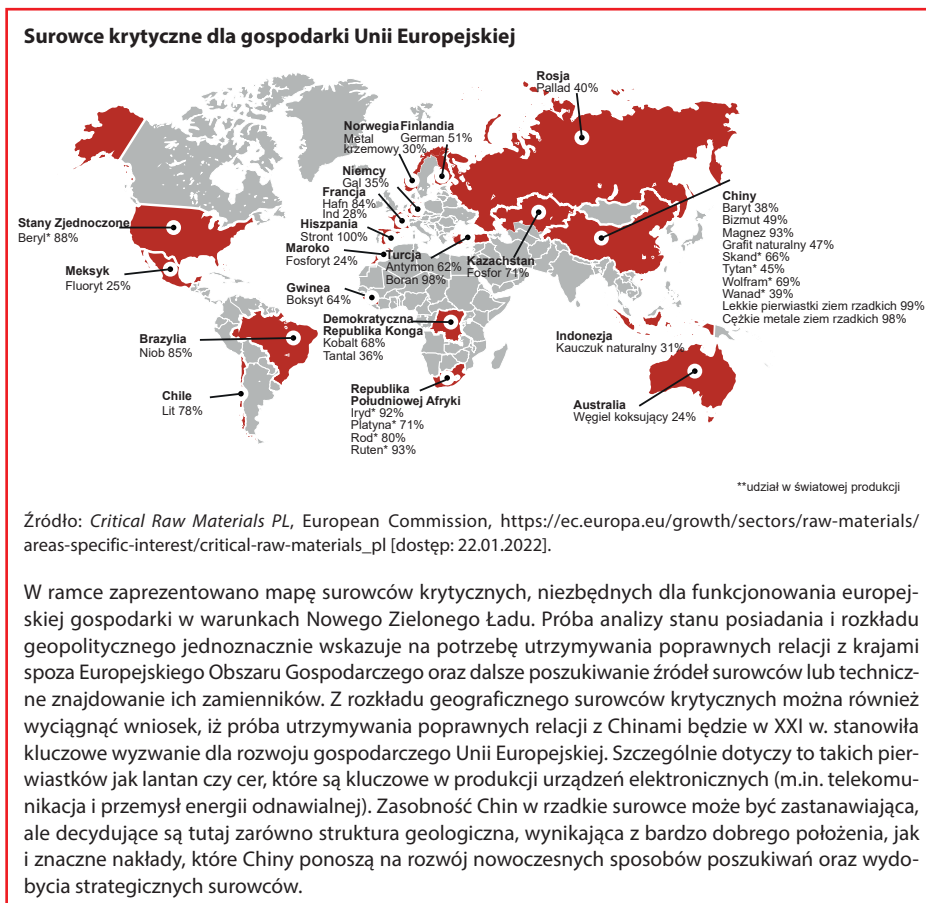 Surowce krytyczne dla gospodarki Unii Europejskiej
Rosja
Pallad 40%
Norwegia
Metal
krzemowy 30%
Finlandia
German 51%
Niemcy
Gal 35%
Francja
Hafn 84%
Ind 28%
Hiszpania
Stront 100%
Maroko
Fosforyt 24%
Turcja
Antymon 62%
Boran 98%
Kazachstan
Fosfor 71%
Chiny
Baryt 38%
Bizmut 49%
Magnez 93%
Grafit naturalny 47%
Skand* 66%
Tytan* 45%
Wolfram* 69%
Wanad* 39%
Lekkie pierwiastki ziem rzadkich 99%
Cężkie metale ziem rzadkich 98%
Stany Zjednoczone
Beryl* 88%
Meksyk
Fluoryt 25%
Gwinea
Boksyt 64%
Demokratyczna
Republika Konga
Kobalt 68%
Tantal 36%
Brazylia
Niob 85%
Indonezja
Kauczuk naturalny 31%
Chile
Lit 78%
Republika
Południowej Afryki
Iryd* 92%
Platyna* 71%
Rod* 80%
Ruten* 93%
Australia
Węgiel koksujący 24%
**udział w światowej produkcji
Źródło: Critical Raw Materials PL, European Commission, https://ec.europa.eu/growth/sectors/raw-materials/
areas-specific-interest/critical-raw-materials_pl [dostęp: 22.01.2022].
W ramce zaprezentowano mapę surowców krytycznych, niezbędnych dla funkcjonowania europej-
skiej gospodarki w warunkach Nowego Zielonego Ładu. Próba analizy stanu posiadania i rozkładu
geopolitycznego jednoznacznie wskazuje na potrzebę utrzymywania poprawnych relacji z krajami
spoza Europejskiego Obszaru Gospodarczego oraz dalsze poszukiwanie źródeł surowców lub technicz-
ne znajdowanie ich zamienników. Z rozkładu geograficznego surowców krytycznych można również
wyciągnąć wniosek, iż próba utrzymywania poprawnych relacji z Chinami będzie w XXI w. stanowiła
kluczowe wyzwanie dla rozwoju gospodarczego Unii Europejskiej. Szczególnie dotyczy to takich pier-
wiastków jak lantan czy cer, które są kluczowe w produkcji urządzeń elektronicznych (m.in. telekomu-
nikacja i przemysł energii odnawialnej). Zasobność Chin w rzadkie surowce może być zastanawiająca,
ale decydujące są tutaj zarówno struktura geologiczna, wynikająca z bardzo dobrego położenia, jak
i znaczne nakłady, które Chiny ponoszą na rozwój nowoczesnych sposobów poszukiwań oraz wydo-
bycia strategicznych surowców.